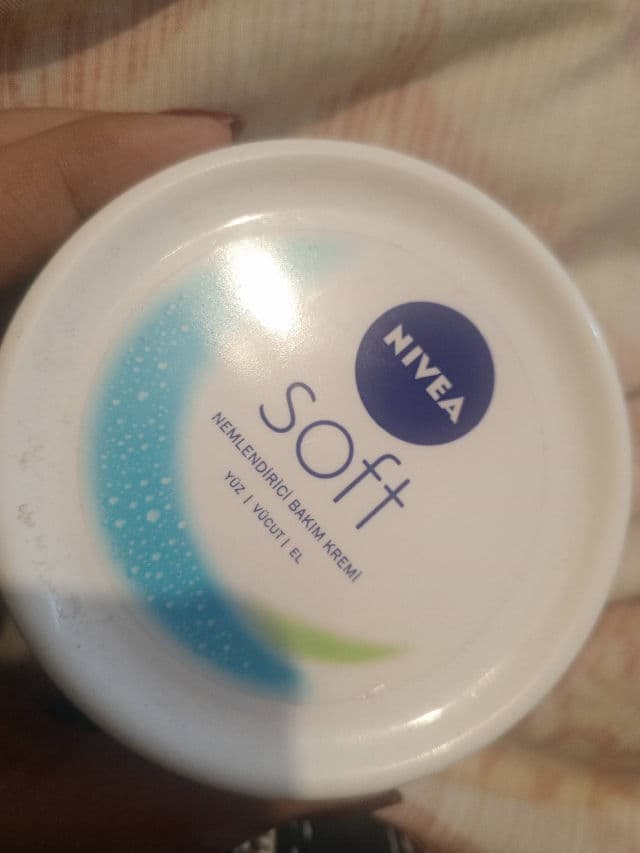 NIVEA
soft
NEMLENDİRİCİ BAKIM KREMİ
YÜZ | VÜCUT | EL